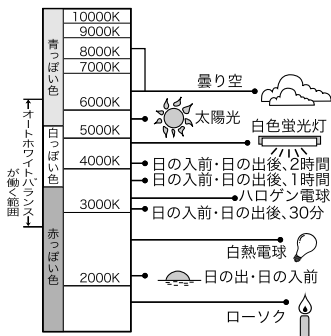 10000K
9000K
8000K
7000K
6000K
5000K
4000K
3000K
2000K
青っぽい色
白っぽい色
赤っぽい色
オートホワイトバランス
が働く範囲
曇り空
太陽光
白色蛍光灯
日の入前・日の出後、2時間
日の入前・日の出後、1時間
ハロゲン電球
日の入前・日の出後、30分
白熱電球
日の出・日の入前
ローソク